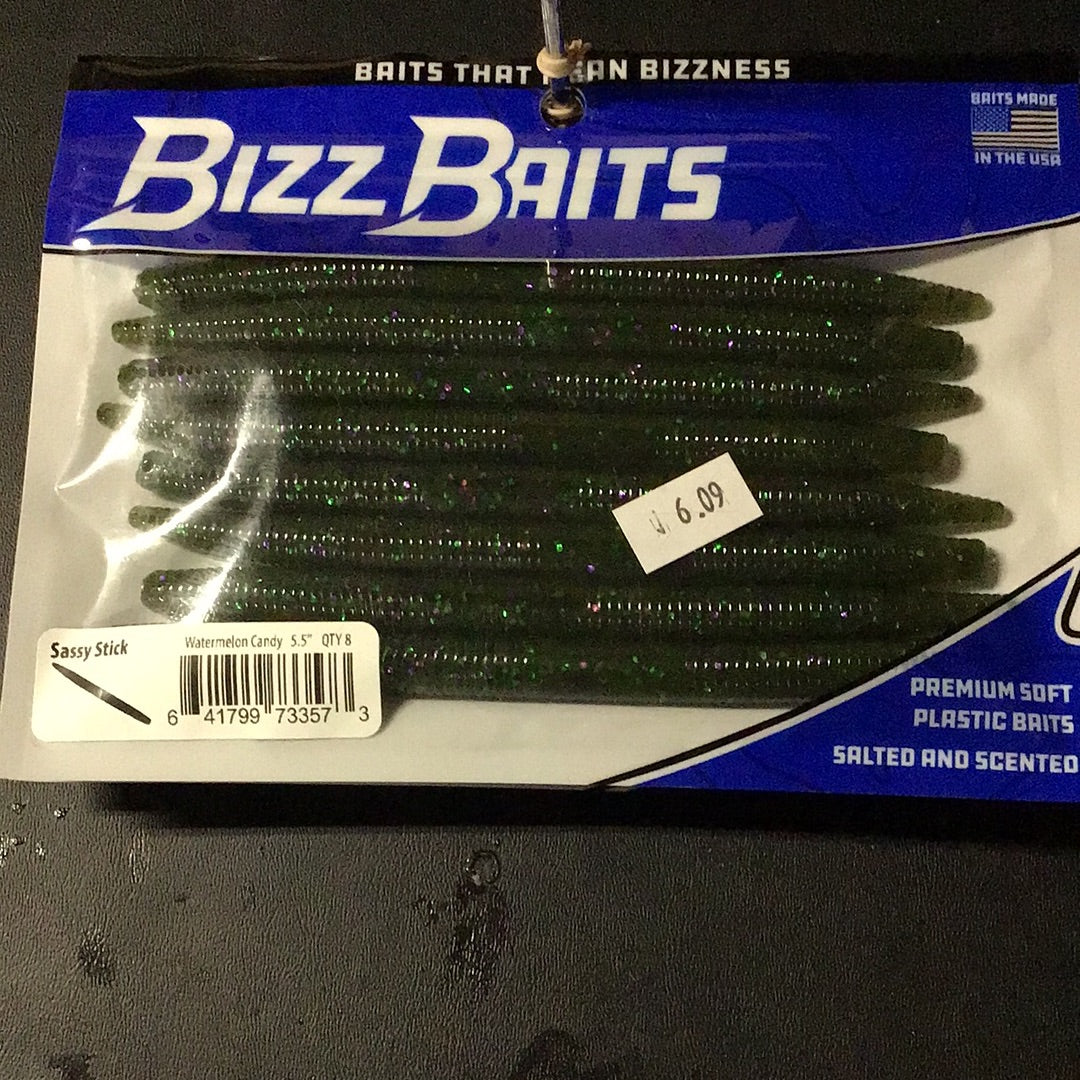 BAITS THAT BIZZNESS
BIZZ BAITS
BAITS MADE
IN THE USA
6.09
Sassy Stick
Watermelon Candy 5.5" QTY 8
6 41799 73357 3
PREMIUM SOFT
PLASTIC BAITS
SALTED AND SCENTED